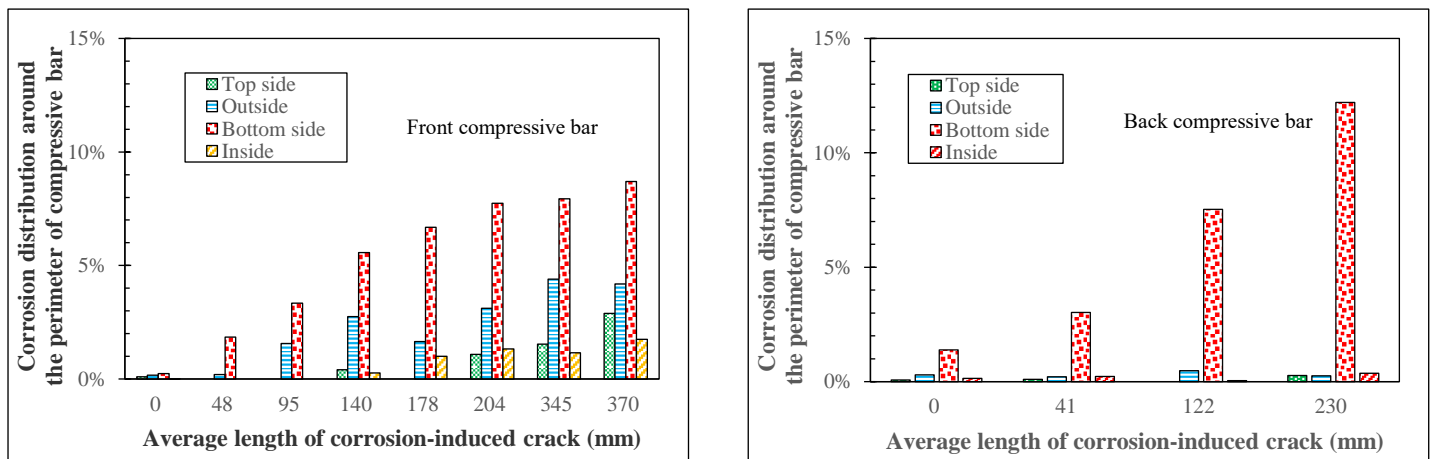 Corrosion distribution around
the perimeter of compressive bar
15%
10%
5%
0%
Top side
Outside
Bottom side
Inside
Front compressive bar
0 48 95 140 178 204 345 370
Average length of corrosion-induced crack (mm)
Corrosion distribution around
the perimeter of compressive bar
15%
10%
5%
0%
Top side
Outside
Bottom side
Inside
Back compressive bar
0 41 122 230
Average length of corrosion-induced crack (mm)